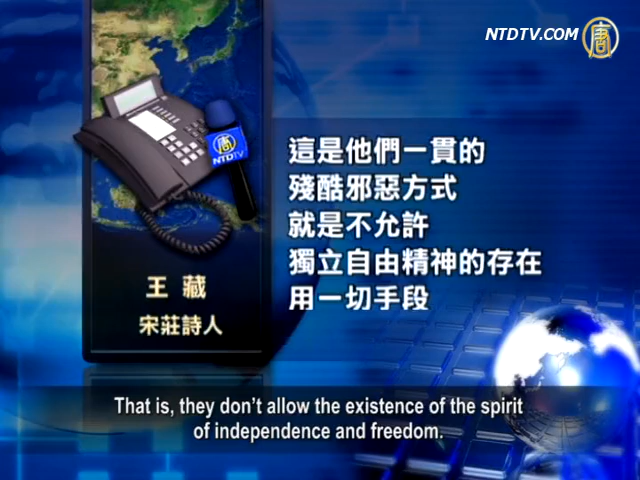 NTDTV.COM
唐
唐
NTDTV
這是他們一貫的
殘酷邪惡方式
就是不允許
獨立自由精神的存在
用一切手段
王 藏
宋莊詩人
That is, they don't allow the existence of the spirit
of independence and freedom.